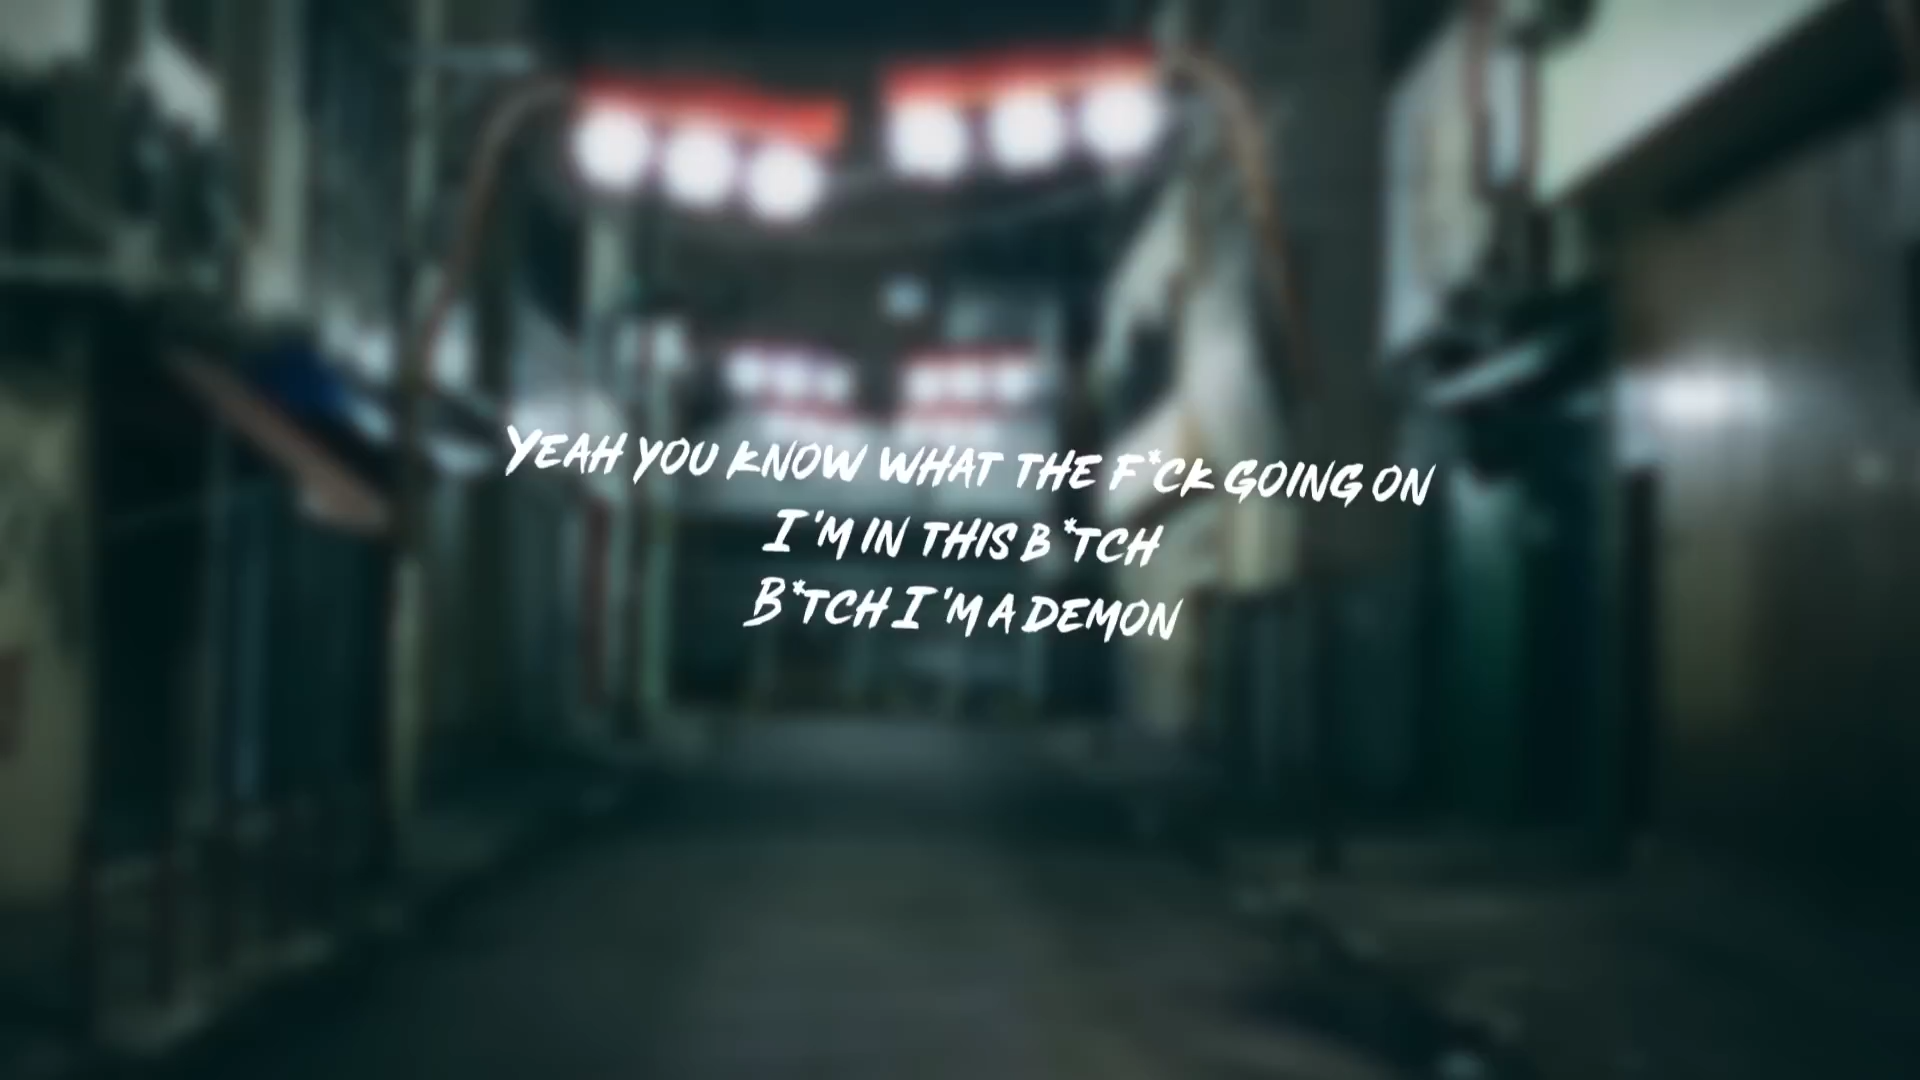 YEAH YOU KNOW WHAT THE F*CK GOING ON
I'M IN THIS B*TCH
B*TCH I'M A DEMON